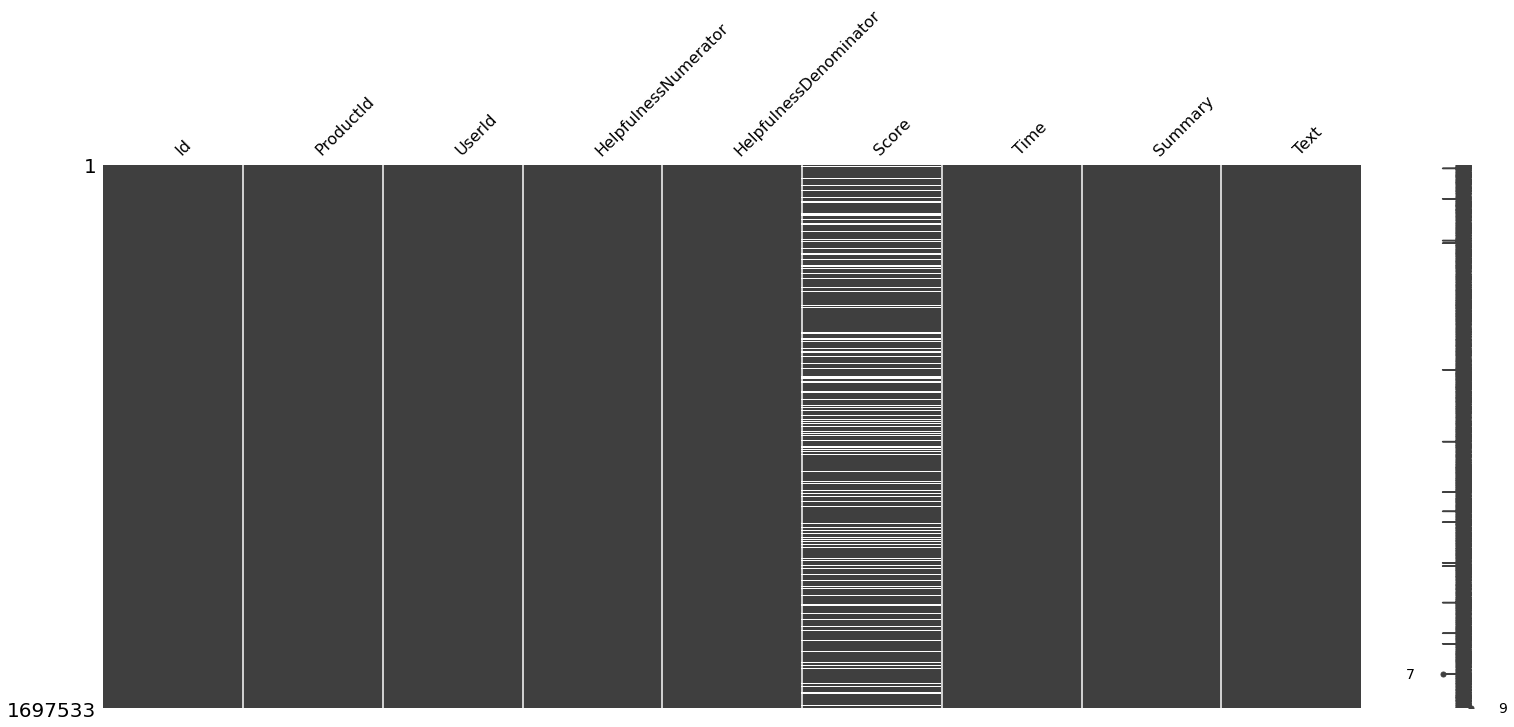 Id
ProductId
UserId
HelpfulnessNumerator
HelpfulnessDenominator
Score
Time
Summary
Text
1
1697533
7
9